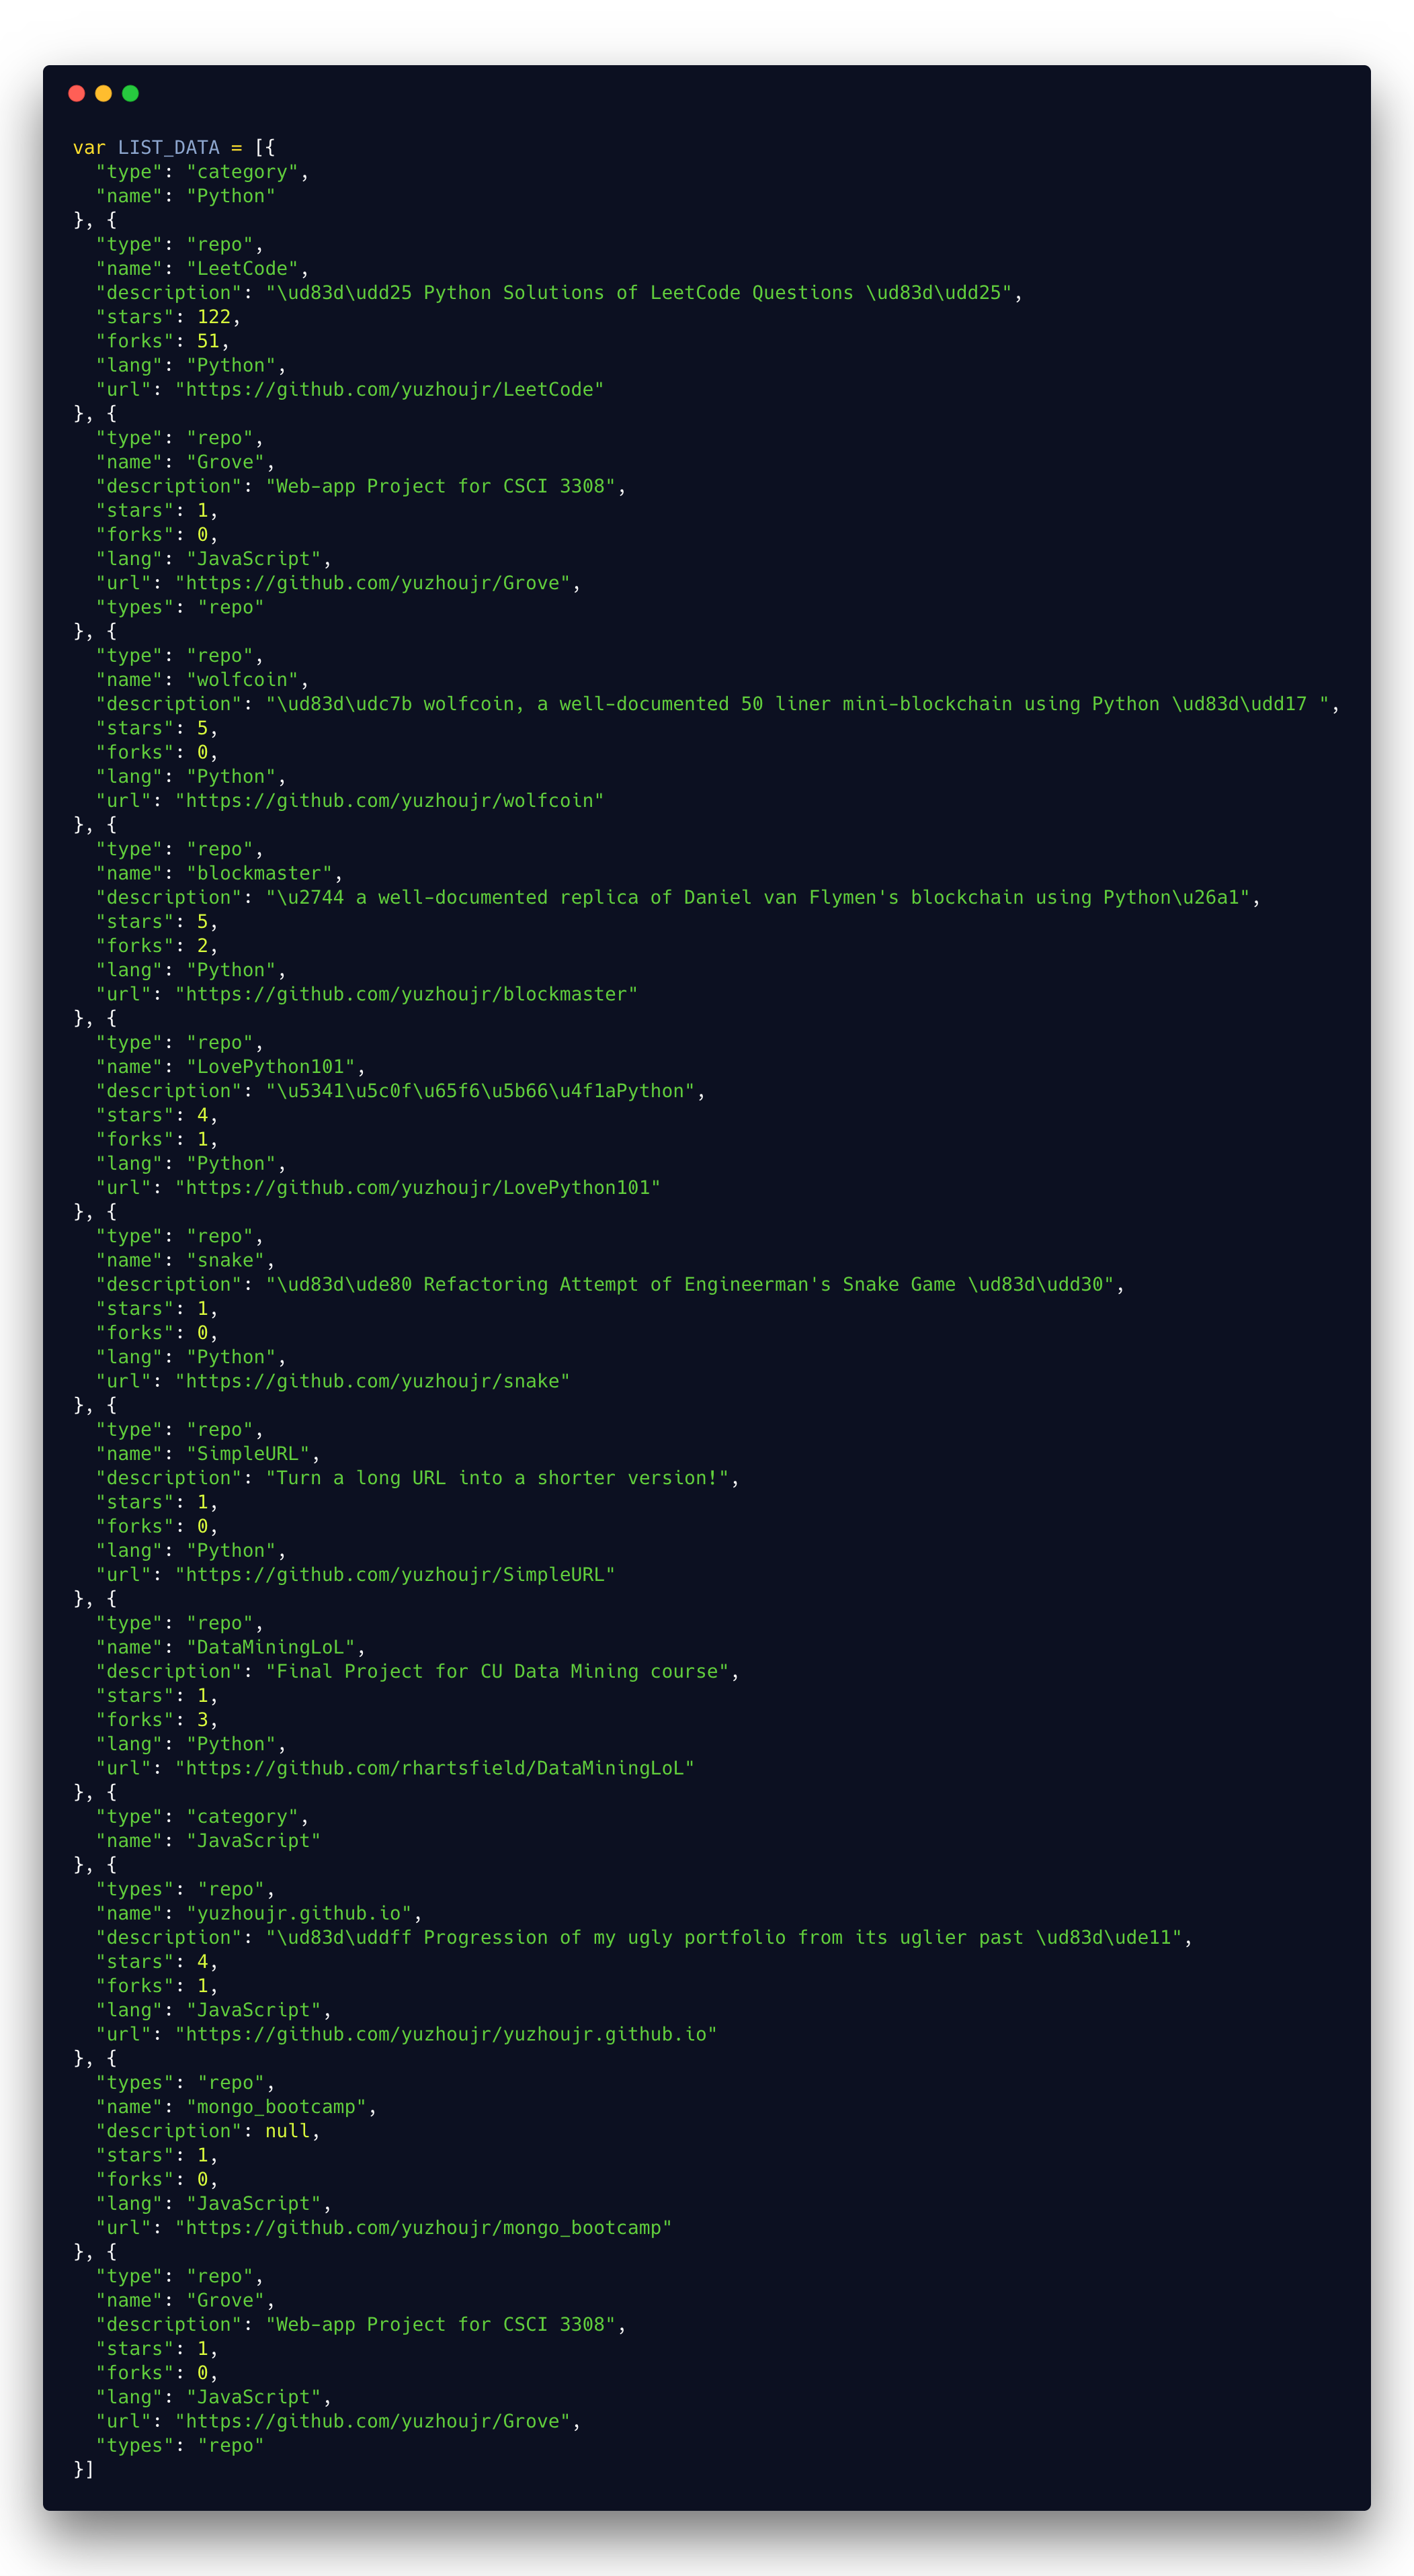 var LIST_DATA = [{
  "type": "category",
  "name": "Python"
}, {
  "type": "repo",
  "name": "LeetCode",
  "description": "\ud83d\udd25 Python Solutions of LeetCode Questions \ud83d\udd25",
  "stars": 122,
  "forks": 51,
  "lang": "Python",
  "url": "https://github.com/yuzhoujr/LeetCode"
}, {
  "type": "repo",
  "name": "Grove",
  "description": "Web-app Project for CSCI 3308",
  "stars": 1,
  "forks": 0,
  "lang": "JavaScript",
  "url": "https://github.com/yuzhoujr/Grove",
  "types": "repo"
}, {
  "type": "repo",
  "name": "wolfcoin",
  "description": "\ud83d\udc7b wolfcoin, a well-documented 50 liner mini-blockchain using Python \ud83d\udd17 ",
  "stars": 5,
  "forks": 0,
  "lang": "Python",
  "url": "https://github.com/yuzhoujr/wolfcoin"
}, {
  "type": "repo",
  "name": "blockmaster",
  "description": "\u2744 a well-documented replica of Daniel van Flymen's blockchain using Python\u26a1",
  "stars": 5,
  "forks": 2,
  "lang": "Python",
  "url": "https://github.com/yuzhoujr/blockmaster"
}, {
  "type": "repo",
  "name": "LovePython101",
  "description": "\u5341\u5c0f\u65f6\u5b66\u4f1aPython",
  "stars": 4,
  "forks": 1,
  "lang": "Python",
  "url": "https://github.com/yuzhoujr/LovePython101"
}, {
  "type": "repo",
  "name": "snake",
  "description": "\ud83d\ude80 Refactoring Attempt of Engineerman's Snake Game \ud83d\udd30",
  "stars": 1,
  "forks": 0,
  "lang": "Python",
  "url": "https://github.com/yuzhoujr/snake"
}, {
  "type": "repo",
  "name": "SimpleURL",
  "description": "Turn a long URL into a shorter version!",
  "stars": 1,
  "forks": 0,
  "lang": "Python",
  "url": "https://github.com/yuzhoujr/SimpleURL"
}, {
  "type": "repo",
  "name": "DataMiningLoL",
  "description": "Final Project for CU Data Mining course",
  "stars": 1,
  "forks": 3,
  "lang": "Python",
  "url": "https://github.com/rhartsfield/DataMiningLoL"
}, {
  "type": "category",
  "name": "JavaScript"
}, {
  "types": "repo",
  "name": "yuzhoujr.github.io",
  "description": "\ud83d\uddff Progression of my ugly portfolio from its uglier past \ud83d\ude11",
  "stars": 4,
  "forks": 1,
  "lang": "JavaScript",
  "url": "https://github.com/yuzhoujr/yuzhoujr.github.io"
}, {
  "types": "repo",
  "name": "mongo_bootcamp",
  "description": null,
  "stars": 1,
  "forks": 0,
  "lang": "JavaScript",
  "url": "https://github.com/yuzhoujr/mongo_bootcamp"
}, {
  "type": "repo",
  "name": "Grove",
  "description": "Web-app Project for CSCI 3308",
  "stars": 1,
  "forks": 0,
  "lang": "JavaScript",
  "url": "https://github.com/yuzhoujr/Grove",
  "types": "repo"
}]